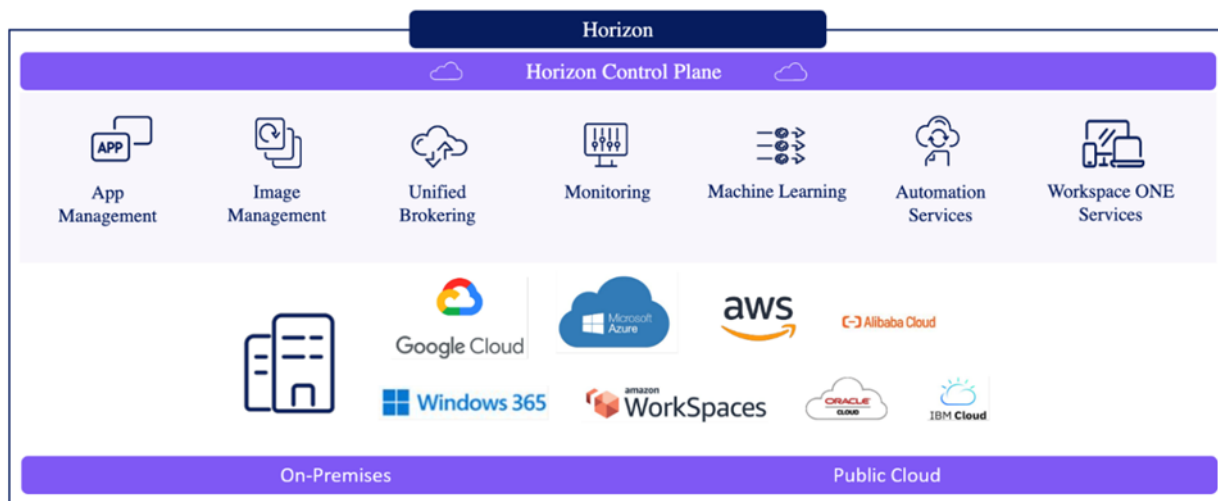 Horizon
Horizon Control Plane
APP
App
Management
Image
Management
Unified
Brokering
Monitoring
Machine Learning
Automation
Services
Workspace ONE
Services
Google Cloud
Microsoft
Azure
aws
Alibaba Cloud
Windows 365
amazon
WorkSpaces
ORACLE
CLOUD
IBM Cloud
On-Premises
Public Cloud